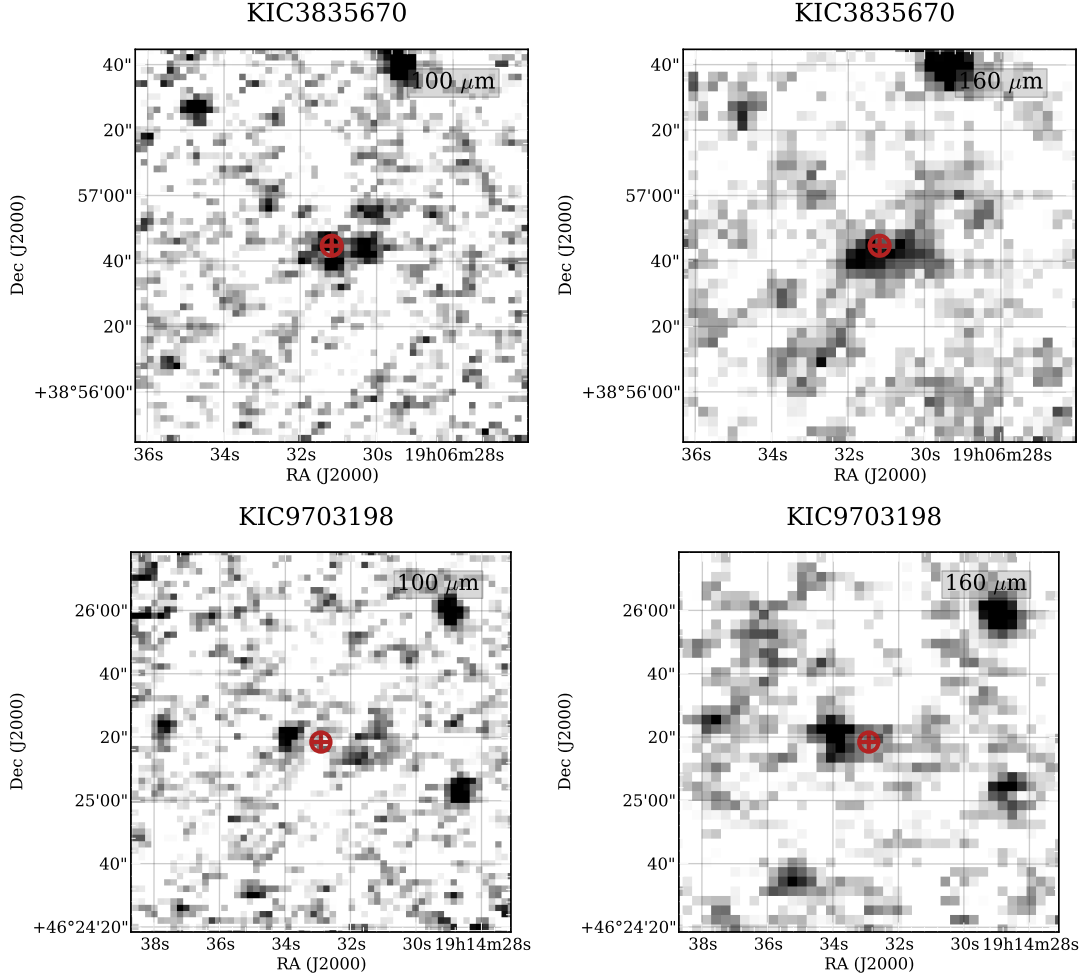 KIC3835670
100 μm
40"
20"
57'00"
40"
20"
+38°56'00"
Dec (J2000)
36s 34s 32s 30s 19h06m28s
RA (J2000)
KIC3835670
160 μm
40"
20"
57'00"
40"
20"
+38°56'00"
Dec (J2000)
36s 34s 32s 30s 19h06m28s
RA (J2000)
KIC9703198
100 μm
26'00"
40"
20"
25'00"
40"
+46°24'20"
Dec (J2000)
38s 36s 34s 32s 30s 19h14m28s
RA (J2000)
KIC9703198
160 μm
26'00"
40"
20"
25'00"
40"
+46°24'20"
Dec (J2000)
38s 36s 34s 32s 30s 19h14m28s
RA (J2000)